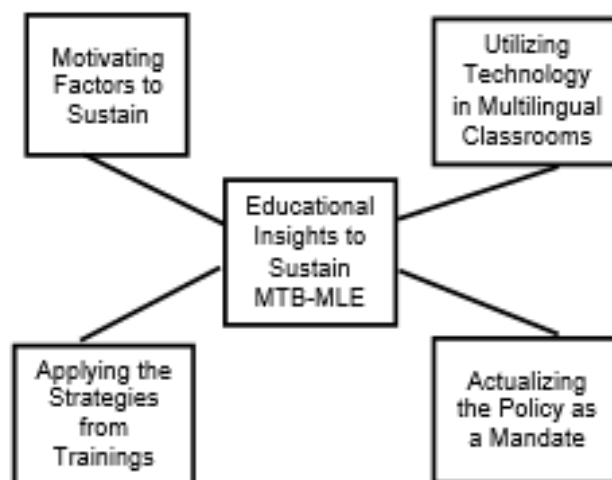 Motivating
Factors to
Sustain
Utilizing
Technology
in Multilingual
Classrooms
Educational
Insights to
Sustain
MTB-MLE
Applying the
Strategies
from
Trainings
Actualizing
the Policy as
a Mandate